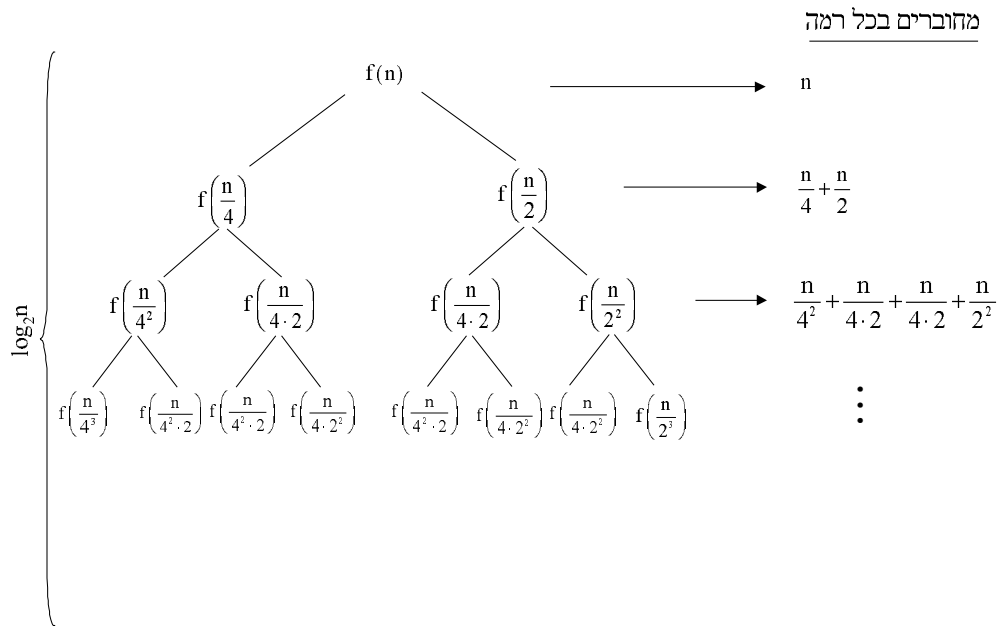 מחוברים בכל רמה
f(n) n
f(n/4) f(n/2) n/4 + n/2
f(n/4²) f(n/(4·2)) f(n/(4·2)) f(n/2²) n/4² + n/(4·2) + n/(4·2) + n/2²
log₂n
f(n/4³) f(n/(4²·2)) f(n/(4²·2)) f(n/(4·2²)) f(n/(4²·2)) f(n/(4·2²)) f(n/(4·2²)) f(n/2³)